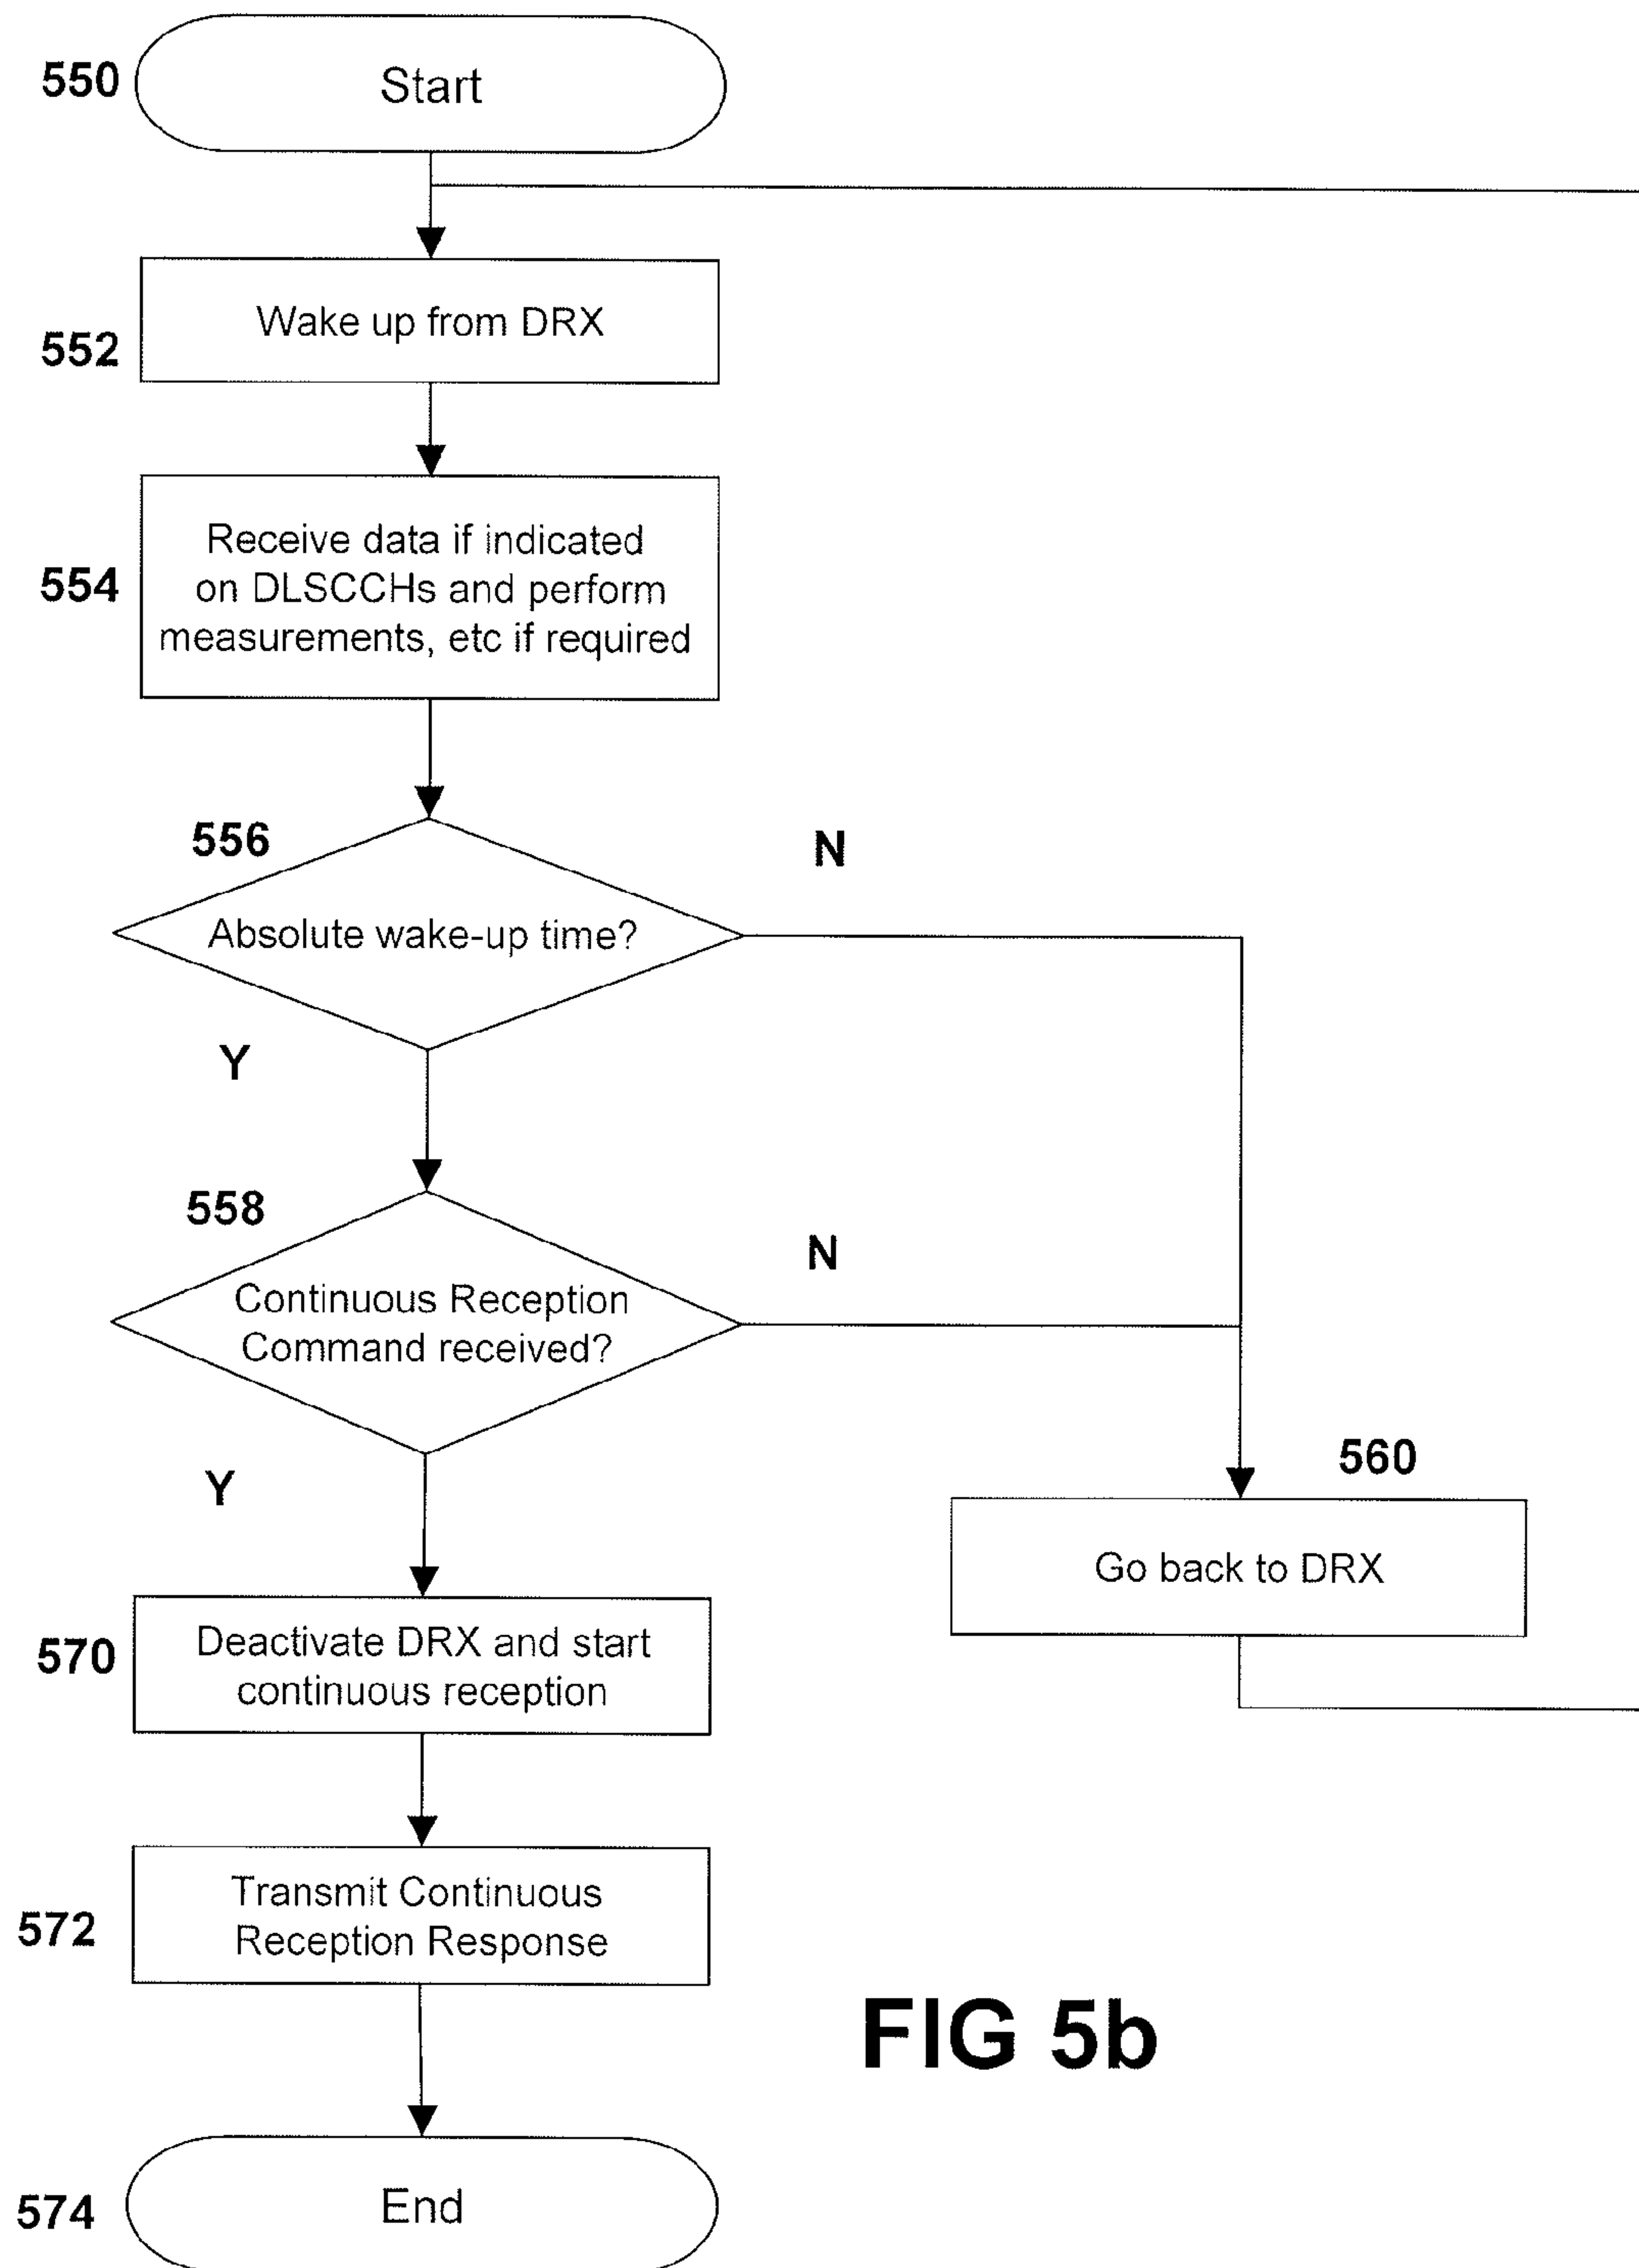 550
Start
552
Wake up from DRX
554
Receive data if indicated
on DLSCCHs and perform
measurements, etc if required
556
N
Absolute wake-up time?
Y
558
N
Continuous Reception
Command received?
Y
560
Go back to DRX
570
Deactivate DRX and start
continuous reception
572
Transmit Continuous
Reception Response
FIG 5b
574
End